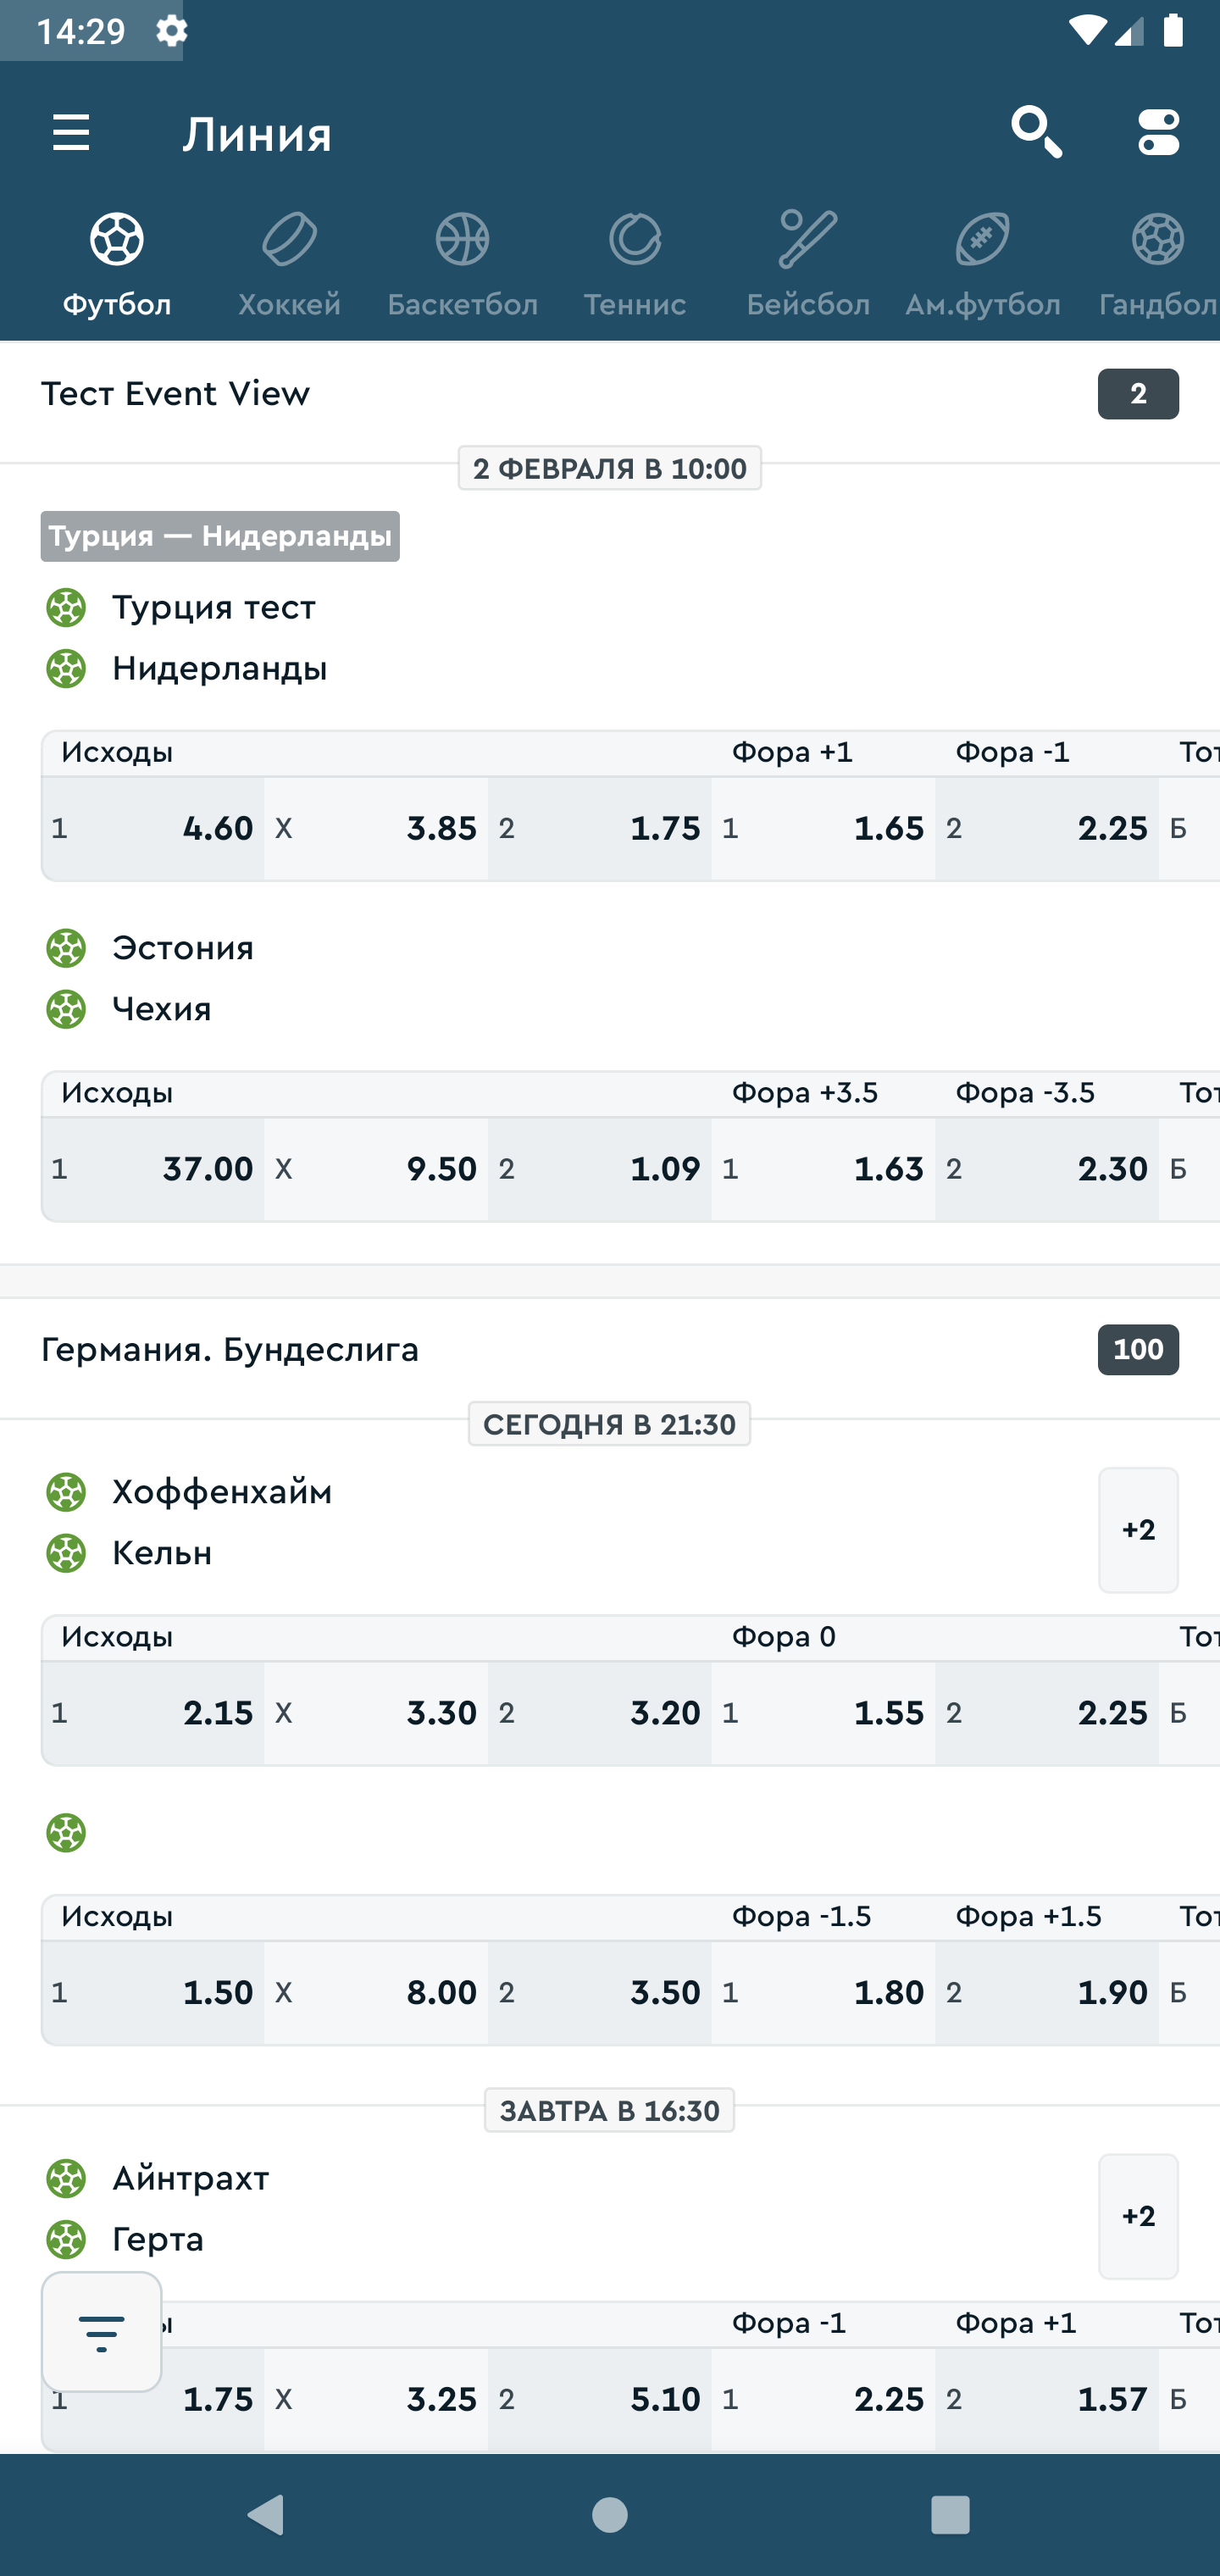 14:29
Линия
Футбол Хоккей Баскетбол Теннис Бейсбол Ам.футбол Гандбол
Тест Event View 2
2 ФЕВРАЛЯ В 10:00
Турция — Нидерланды
Турция тест
Нидерланды
Исходы Фора +1 Фора -1 Тот
1 4.60 X 3.85 2 1.75 1 1.65 2 2.25 Б
Эстония
Чехия
Исходы Фора +3.5 Фора -3.5 Тот
1 37.00 X 9.50 2 1.09 1 1.63 2 2.30 Б
Германия. Бундеслига 100
СЕГОДНЯ В 21:30
Хоффенхайм
+2
Кельн
Исходы Фора 0 Тот
1 2.15 X 3.30 2 3.20 1 1.55 2 2.25 Б
Исходы Фора -1.5 Фора +1.5 Тот
1 1.50 X 8.00 2 3.50 1 1.80 2 1.90 Б
ЗАВТРА В 16:30
Айнтрахт
+2
Герта
ы Фора -1 Фора +1 Тот
1 1.75 X 3.25 2 5.10 1 2.25 2 1.57 Б